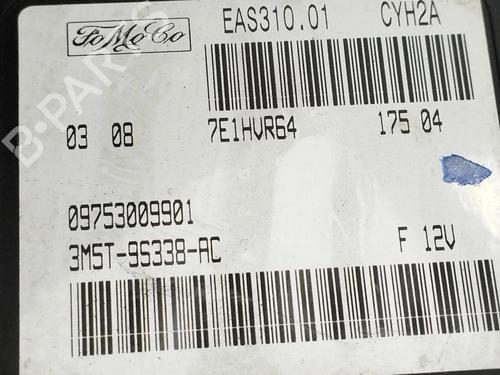 FoMoCo
EAS310.01 CYH2A
03 08 7E1HVR64 175 04
09753009901
3M5T-9S338-AC F 12V
B-PARTS